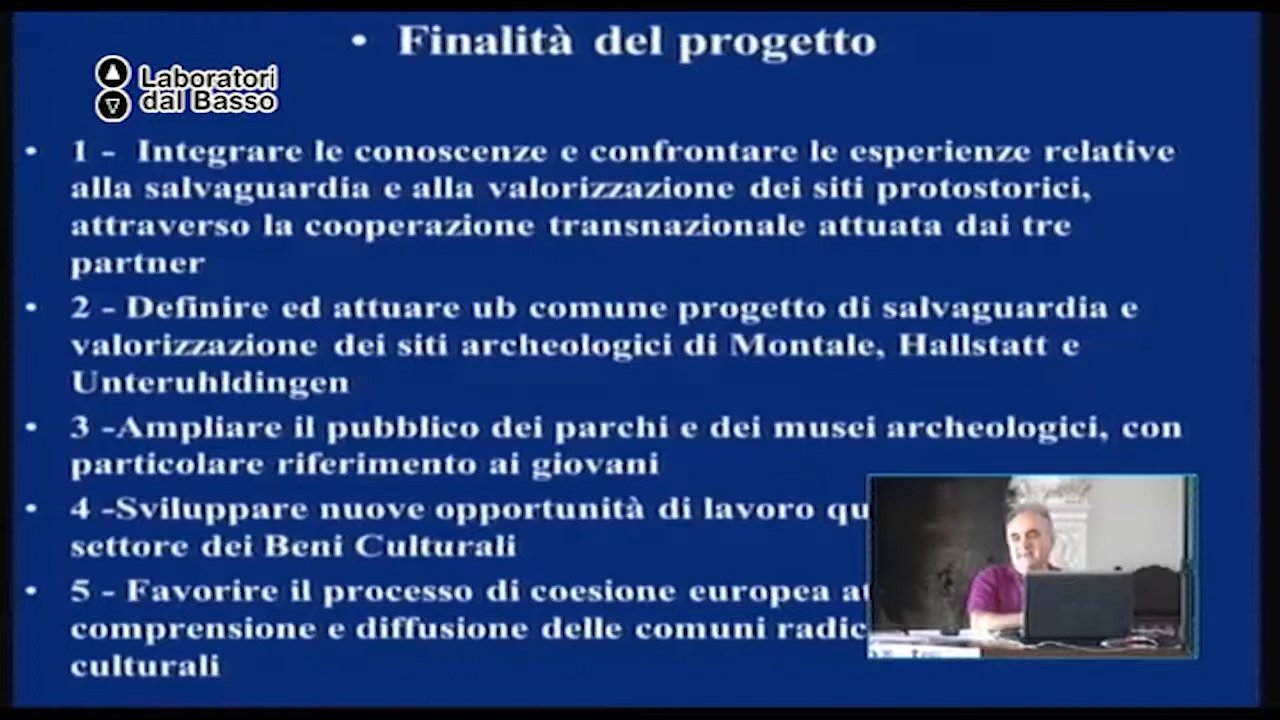 • Finalità del progetto
Laboratori
dal Basso
• 1 - Integrare le conoscenze e confrontare le esperienze relative
alla salvaguardia e alla valorizzazione dei siti protostorici,
attraverso la cooperazione transnazionale attuata dai tre
partner
• 2 - Definire ed attuare ub comune progetto di salvaguardia e
valorizzazione dei siti archeologici di Montale, Hallstatt e
Unteruhldingen
• 3 -Ampliare il pubblico dei parchi e dei musei archeologici, con
particolare riferimento ai giovani
• 4 -Sviluppare nuove opportunità di lavoro qu
settore dei Beni Culturali
• 5 - Favorire il processo di coesione europea at
comprensione e diffusione delle comuni radic
culturali